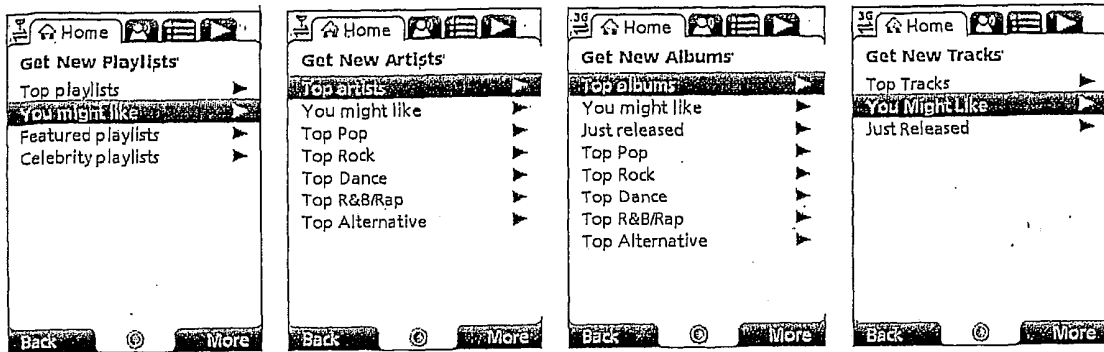 Home
Get New Playlists
Top playlists
You might like
Featured playlists
Celebrity playlists
Back
More
Home
Get New Artists
Top artists
You might like
Top Pop
Top Rock
Top Dance
Top R&B/Rap
Top Alternative
Back
More
3G
Home
Get New Albums
Top albums
You might like
Just released
Top Pop
Top Rock
Top Dance
Top R&B/Rap
Top Alternative
Back
More
3G
Home
Get New Tracks
Top Tracks
You Might Like
Just Released
Back
More